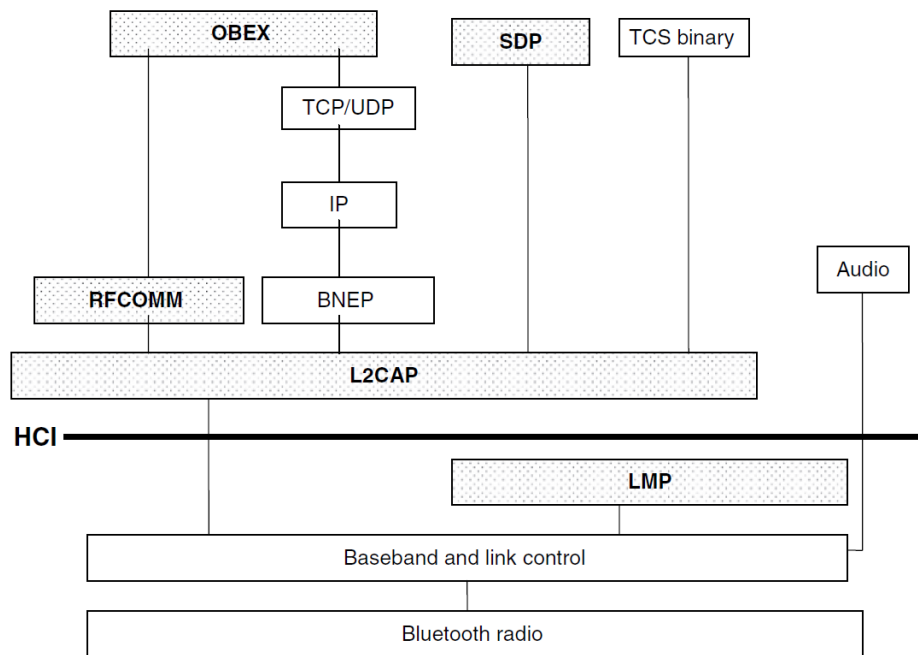 OBEX
SDP
TCS binary
TCP/UDP
IP
Audio
RFCOMM
BNEP
L2CAP
HCI
LMP
Baseband and link control
Bluetooth radio